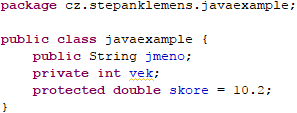 package cz.stepanklemens.javaexample;
public class javaexample {
    public String jmeno;
    private int vek;
    protected double skore = 10.2;
}